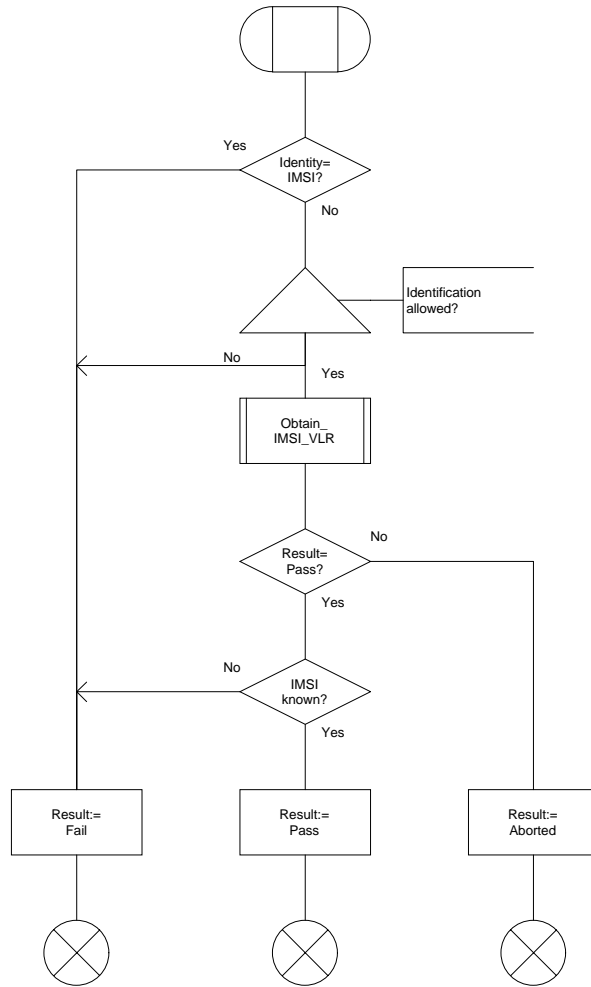 Yes
Identity=
IMSI?
No
Identification
allowed?
No
Yes
Obtain_
IMSI_VLR
No
Result=
Pass?
Yes
No
IMSI
known?
Yes
Result:=
Fail
Result:=
Pass
Result:=
Aborted